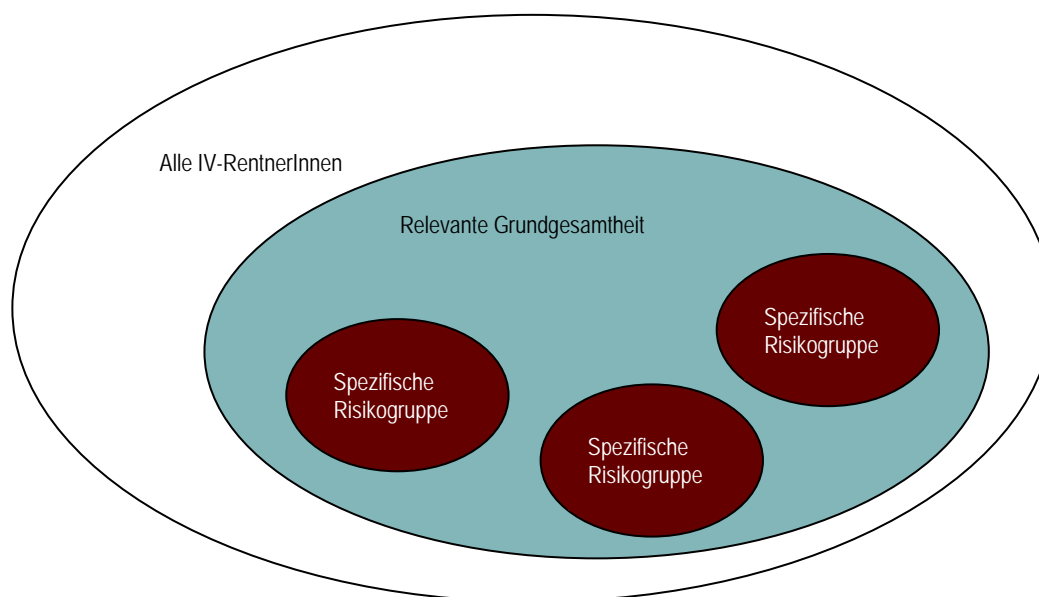 Alle IV-RentnerInnen
Relevante Grundgesamtheit
Spezifische
Risikogruppe
Spezifische
Risikogruppe
Spezifische
Risikogruppe